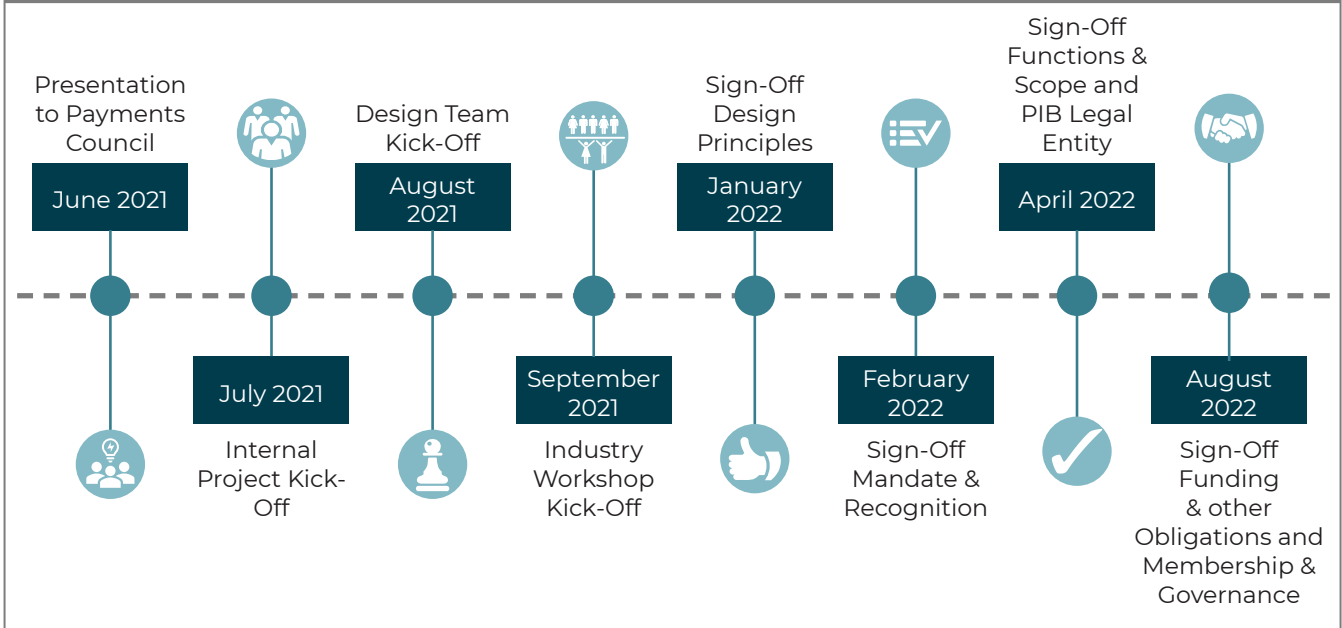 Presentation
to Payments
Council
June 2021
July 2021
Internal
Project Kick-
Off
Design Team
Kick-Off
August
2021
September
2021
Industry
Workshop
Kick-Off
Sign-Off
Design
Principles
January
2022
February
2022
Sign-Off
Mandate &
Recognition
Sign-Off
Functions &
Scope and
PIB Legal
Entity
April 2022
August
2022
Sign-Off
Funding
& other
Obligations and
Membership &
Governance